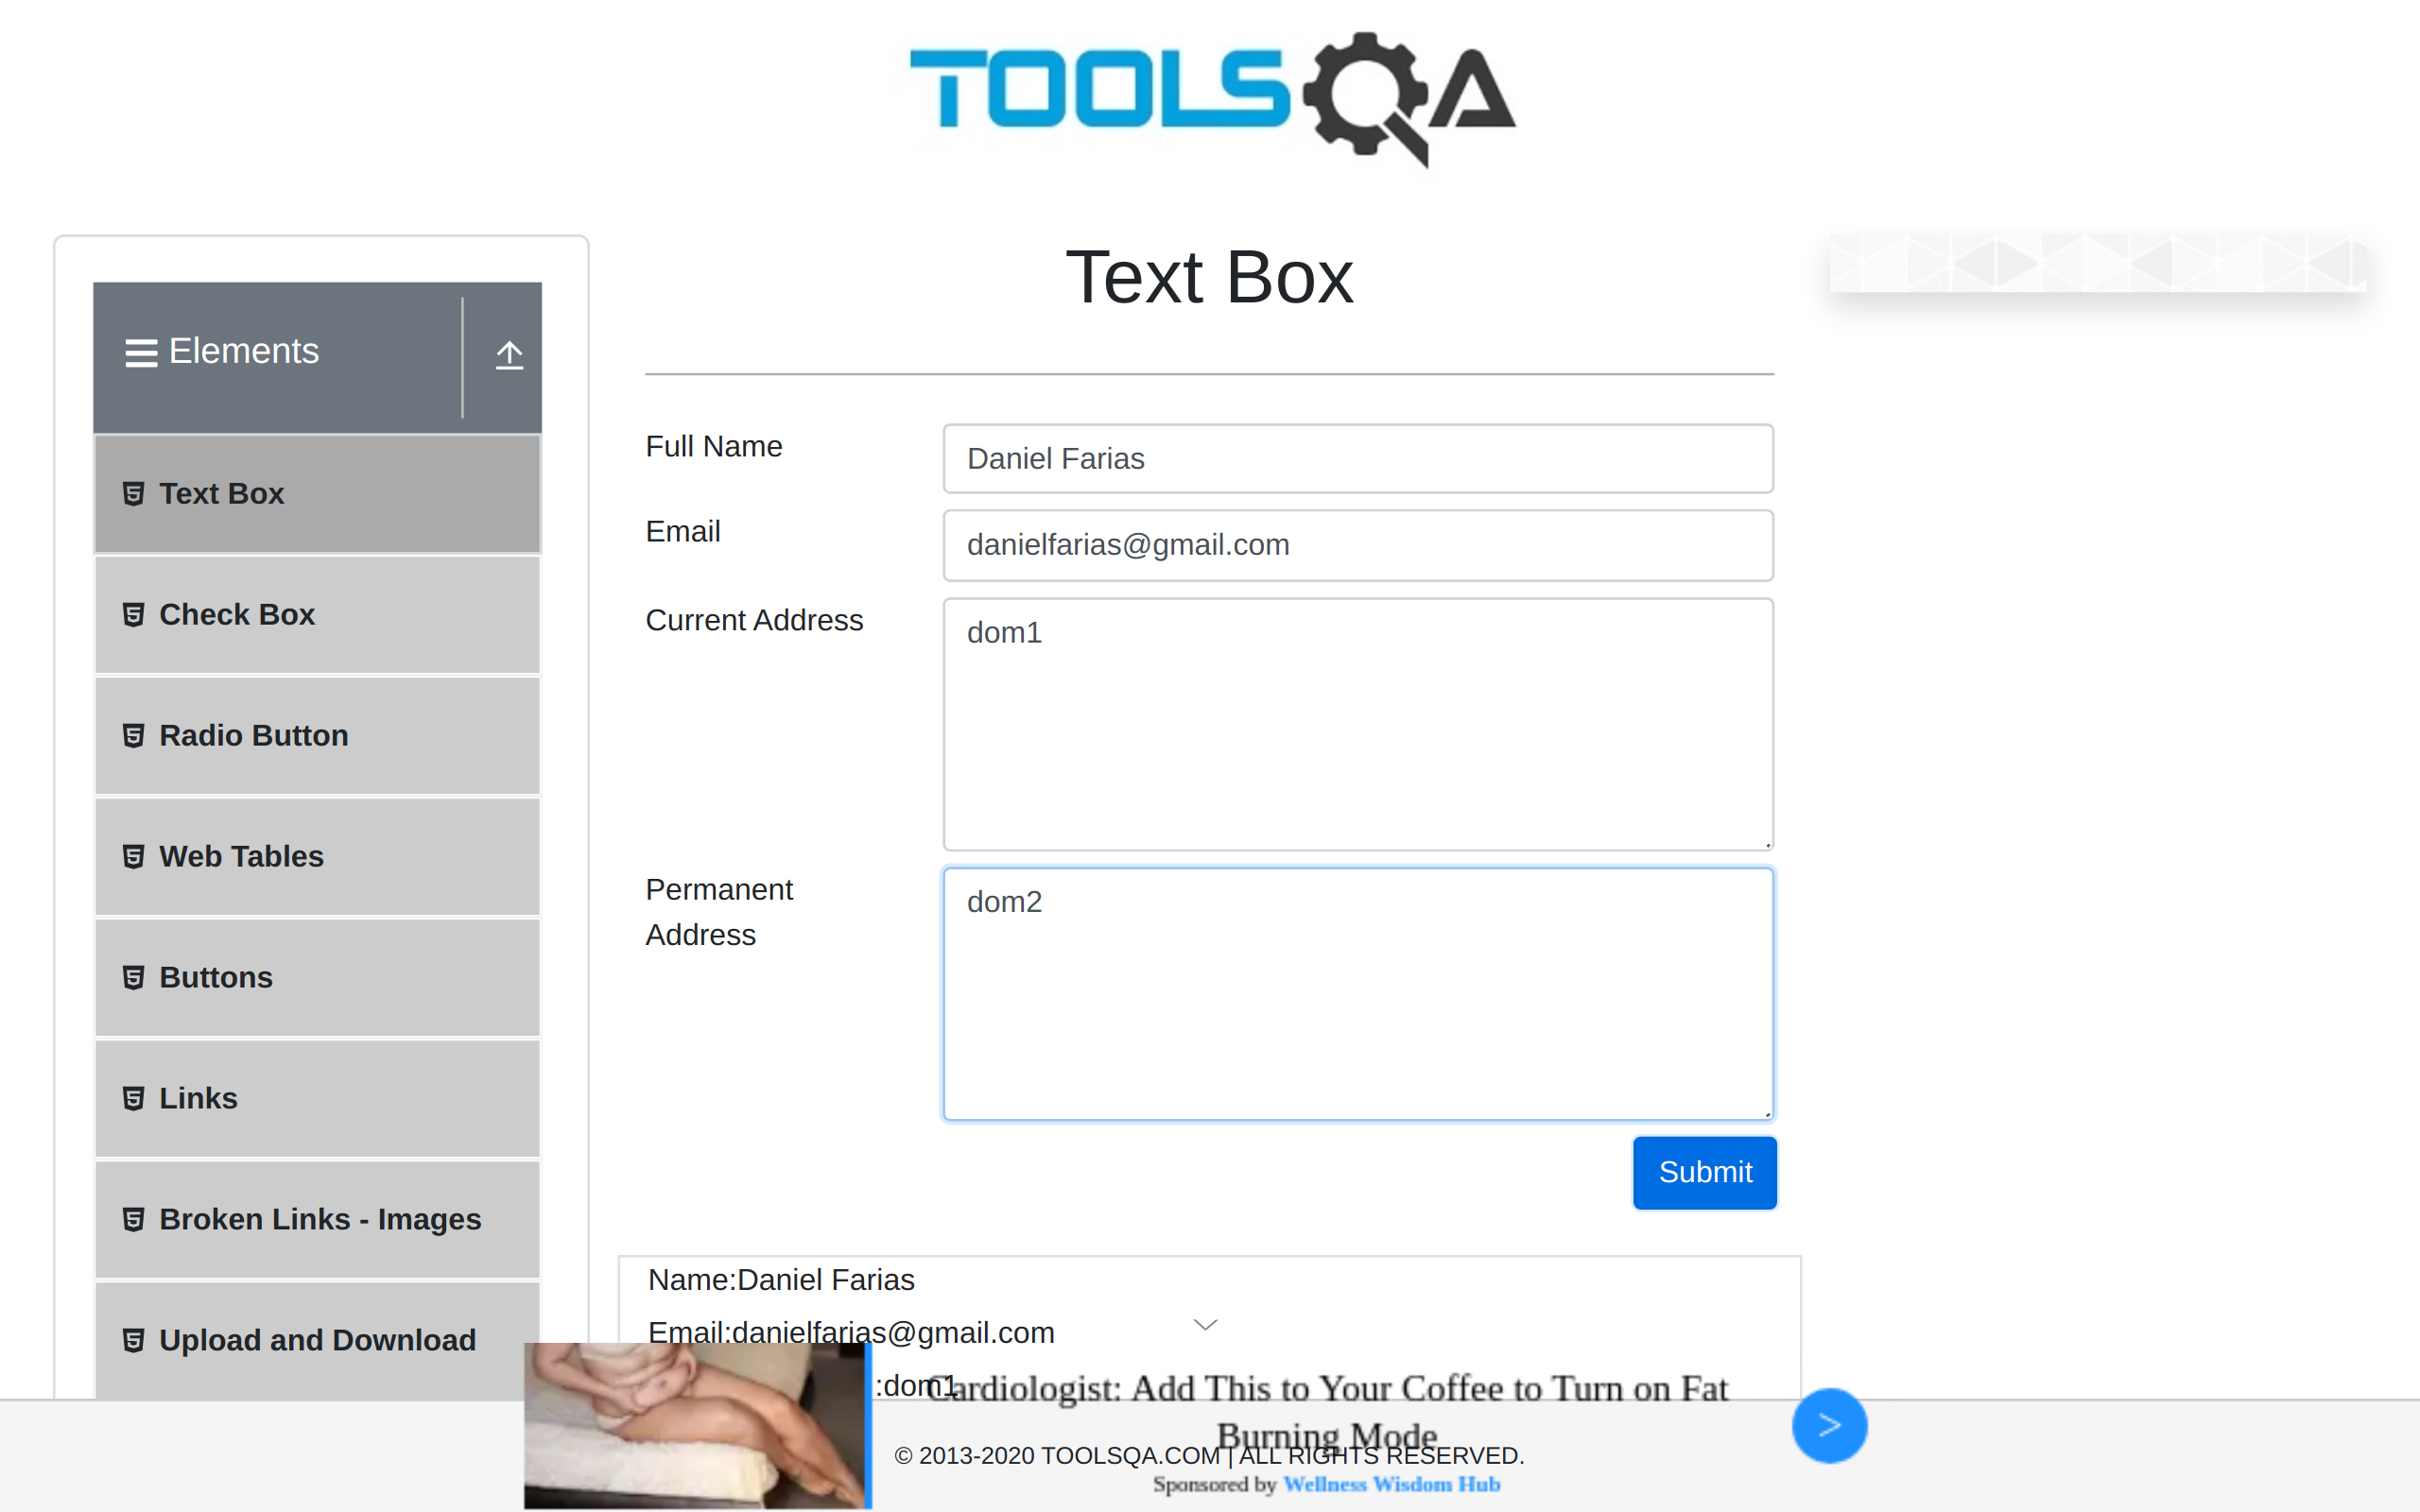 TOOLSQA
Text Box
Elements
Text Box
Check Box
Radio Button
Web Tables
Buttons
Links
Broken Links - Images
Upload and Download
Full Name
Daniel Farias
Email
danielfarias@gmail.com
Current Address
dom1
Permanent
Address
dom2
Submit
Name:Daniel Farias
Email:danielfarias@gmail.com
:dom1
Cardiologist: Add This to Your Coffee to Turn on Fat
Burning Mode
© 2013-2020 TOOLSQA.COM | ALL RIGHTS RESERVED.
Sponsored by Wellness Wisdom Hub